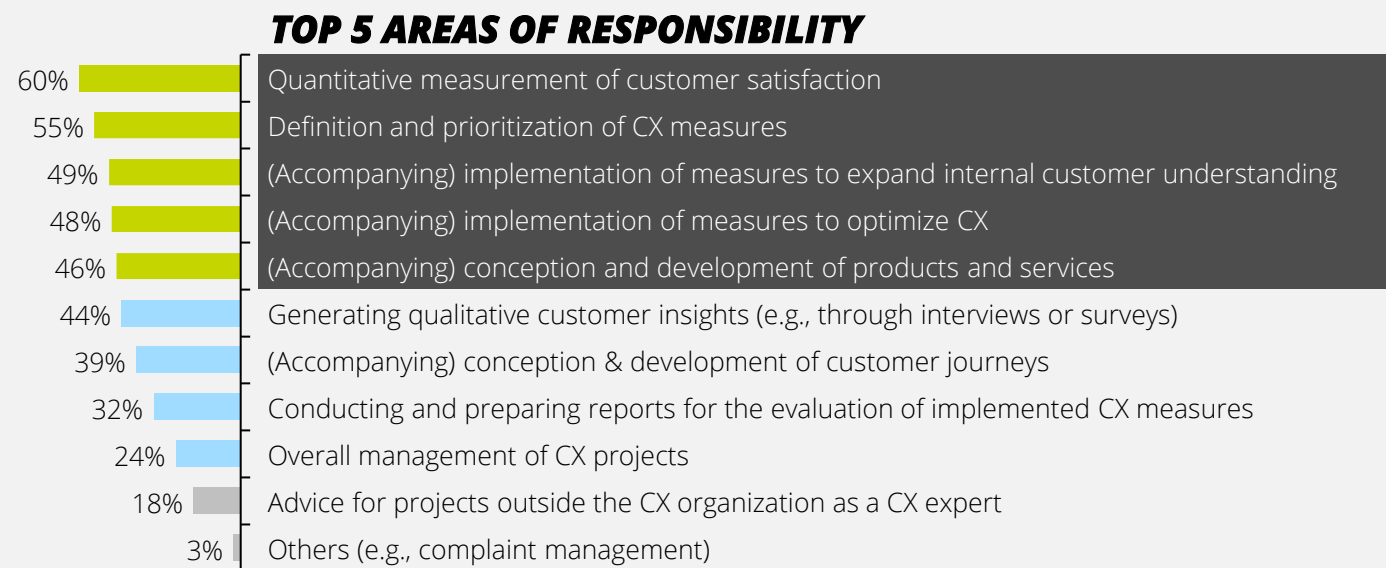 TOP 5 AREAS OF RESPONSIBILITY
60% Quantitative measurement of customer satisfaction
55% Definition and prioritization of CX measures
49% (Accompanying) implementation of measures to expand internal customer understanding
48% (Accompanying) implementation of measures to optimize CX
46% (Accompanying) conception and development of products and services
44% Generating qualitative customer insights (e.g., through interviews or surveys)
39% (Accompanying) conception & development of customer journeys
32% Conducting and preparing reports for the evaluation of implemented CX measures
24% Overall management of CX projects
18% Advice for projects outside the CX organization as a CX expert
3% Others (e.g., complaint management)